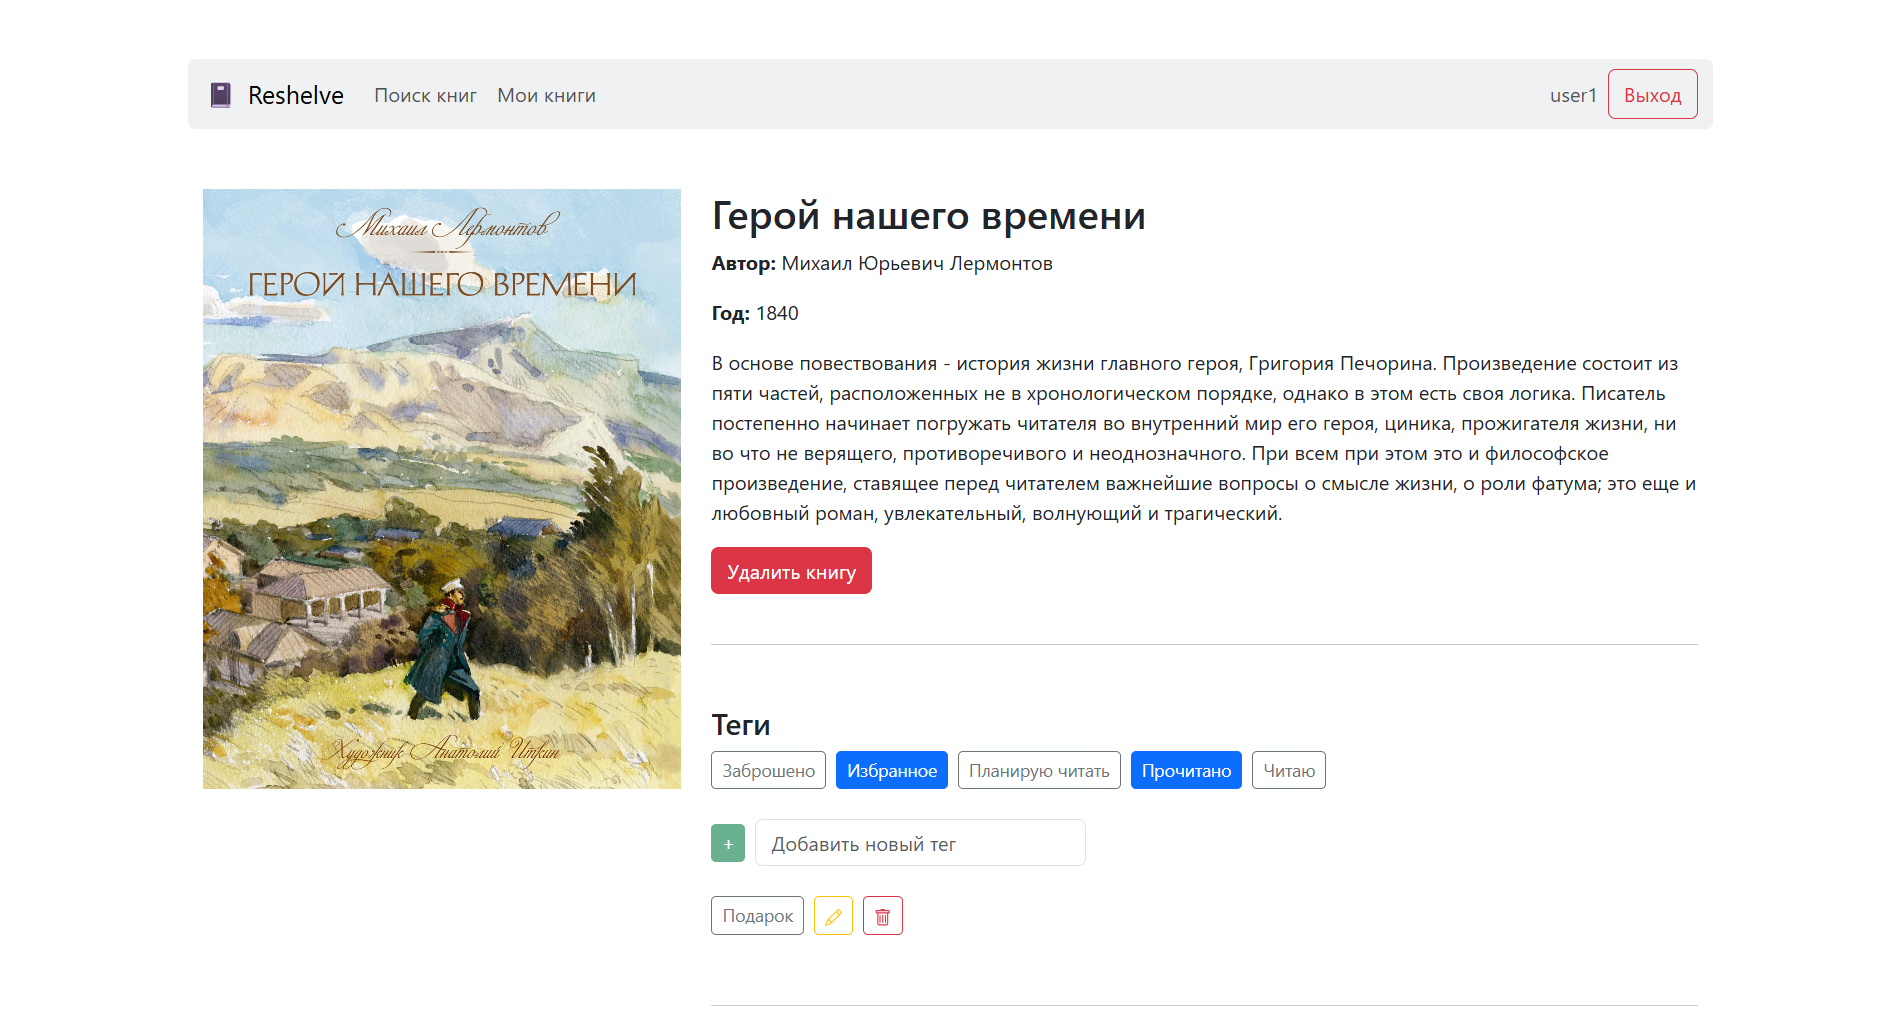 Reshelve Поиск книг Мои книги user1 Выход
Михаил Лермонтов
ГЕРОЙ НАШЕГО ВРЕМЕНИ
Художник Анатолий Иткин
Герой нашего времени
Автор: Михаил Юрьевич Лермонтов
Год: 1840
В основе повествования - история жизни главного героя, Григория Печорина. Произведение состоит из
пяти частей, расположенных не в хронологическом порядке, однако в этом есть своя логика. Писатель
постепенно начинает погружать читателя во внутренний мир его героя, циника, прожигателя жизни, ни
во что не верящего, противоречивого и неоднозначного. При всем при этом это и философское
произведение, ставящее перед читателем важнейшие вопросы о смысле жизни, о роли фатума; это еще и
любовный роман, увлекательный, волнующий и трагический.
Удалить книгу
Теги
Заброшено Избранное Планирую читать Прочитано Читаю
+ Добавить новый тег
Подарок